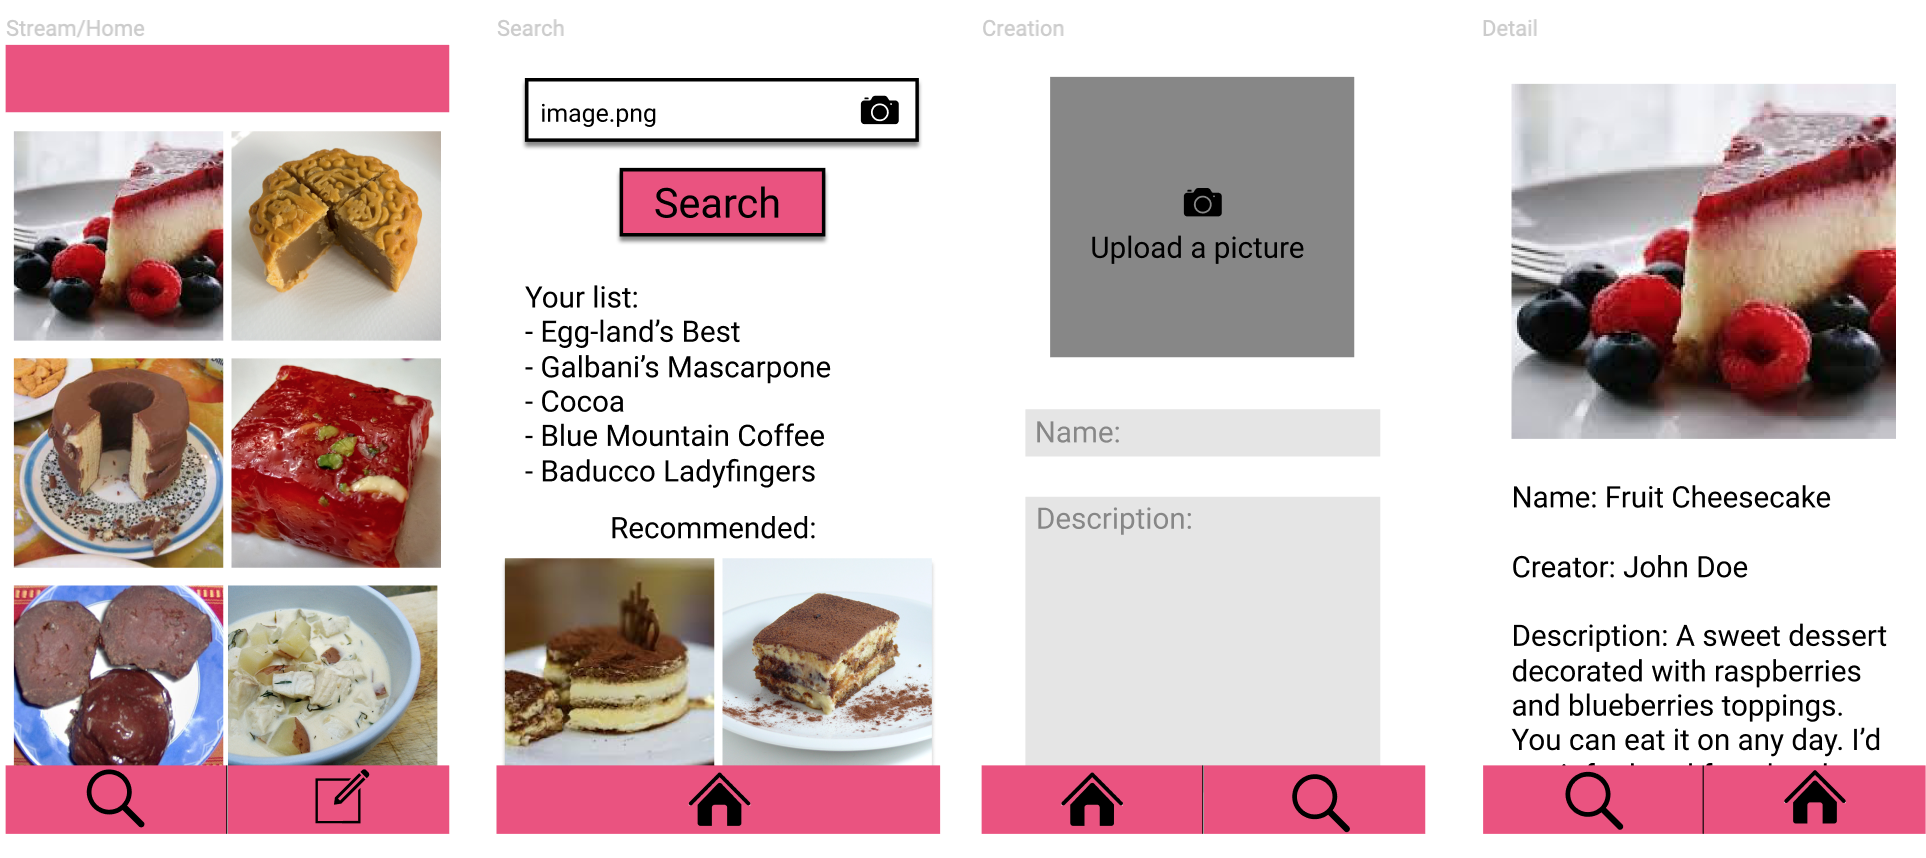 Stream/Home
Search
image.png
Search
Your list:
- Egg-land’s Best
- Galbani’s Mascarpone
- Cocoa
- Blue Mountain Coffee
- Baducco Ladyfingers
Recommended:
Creation
Upload a picture
Name:
Description:
Detail
Name: Fruit Cheesecake
Creator: John Doe
Description: A sweet dessert
decorated with raspberries
and blueberries toppings.
You can eat it on any day. I’d